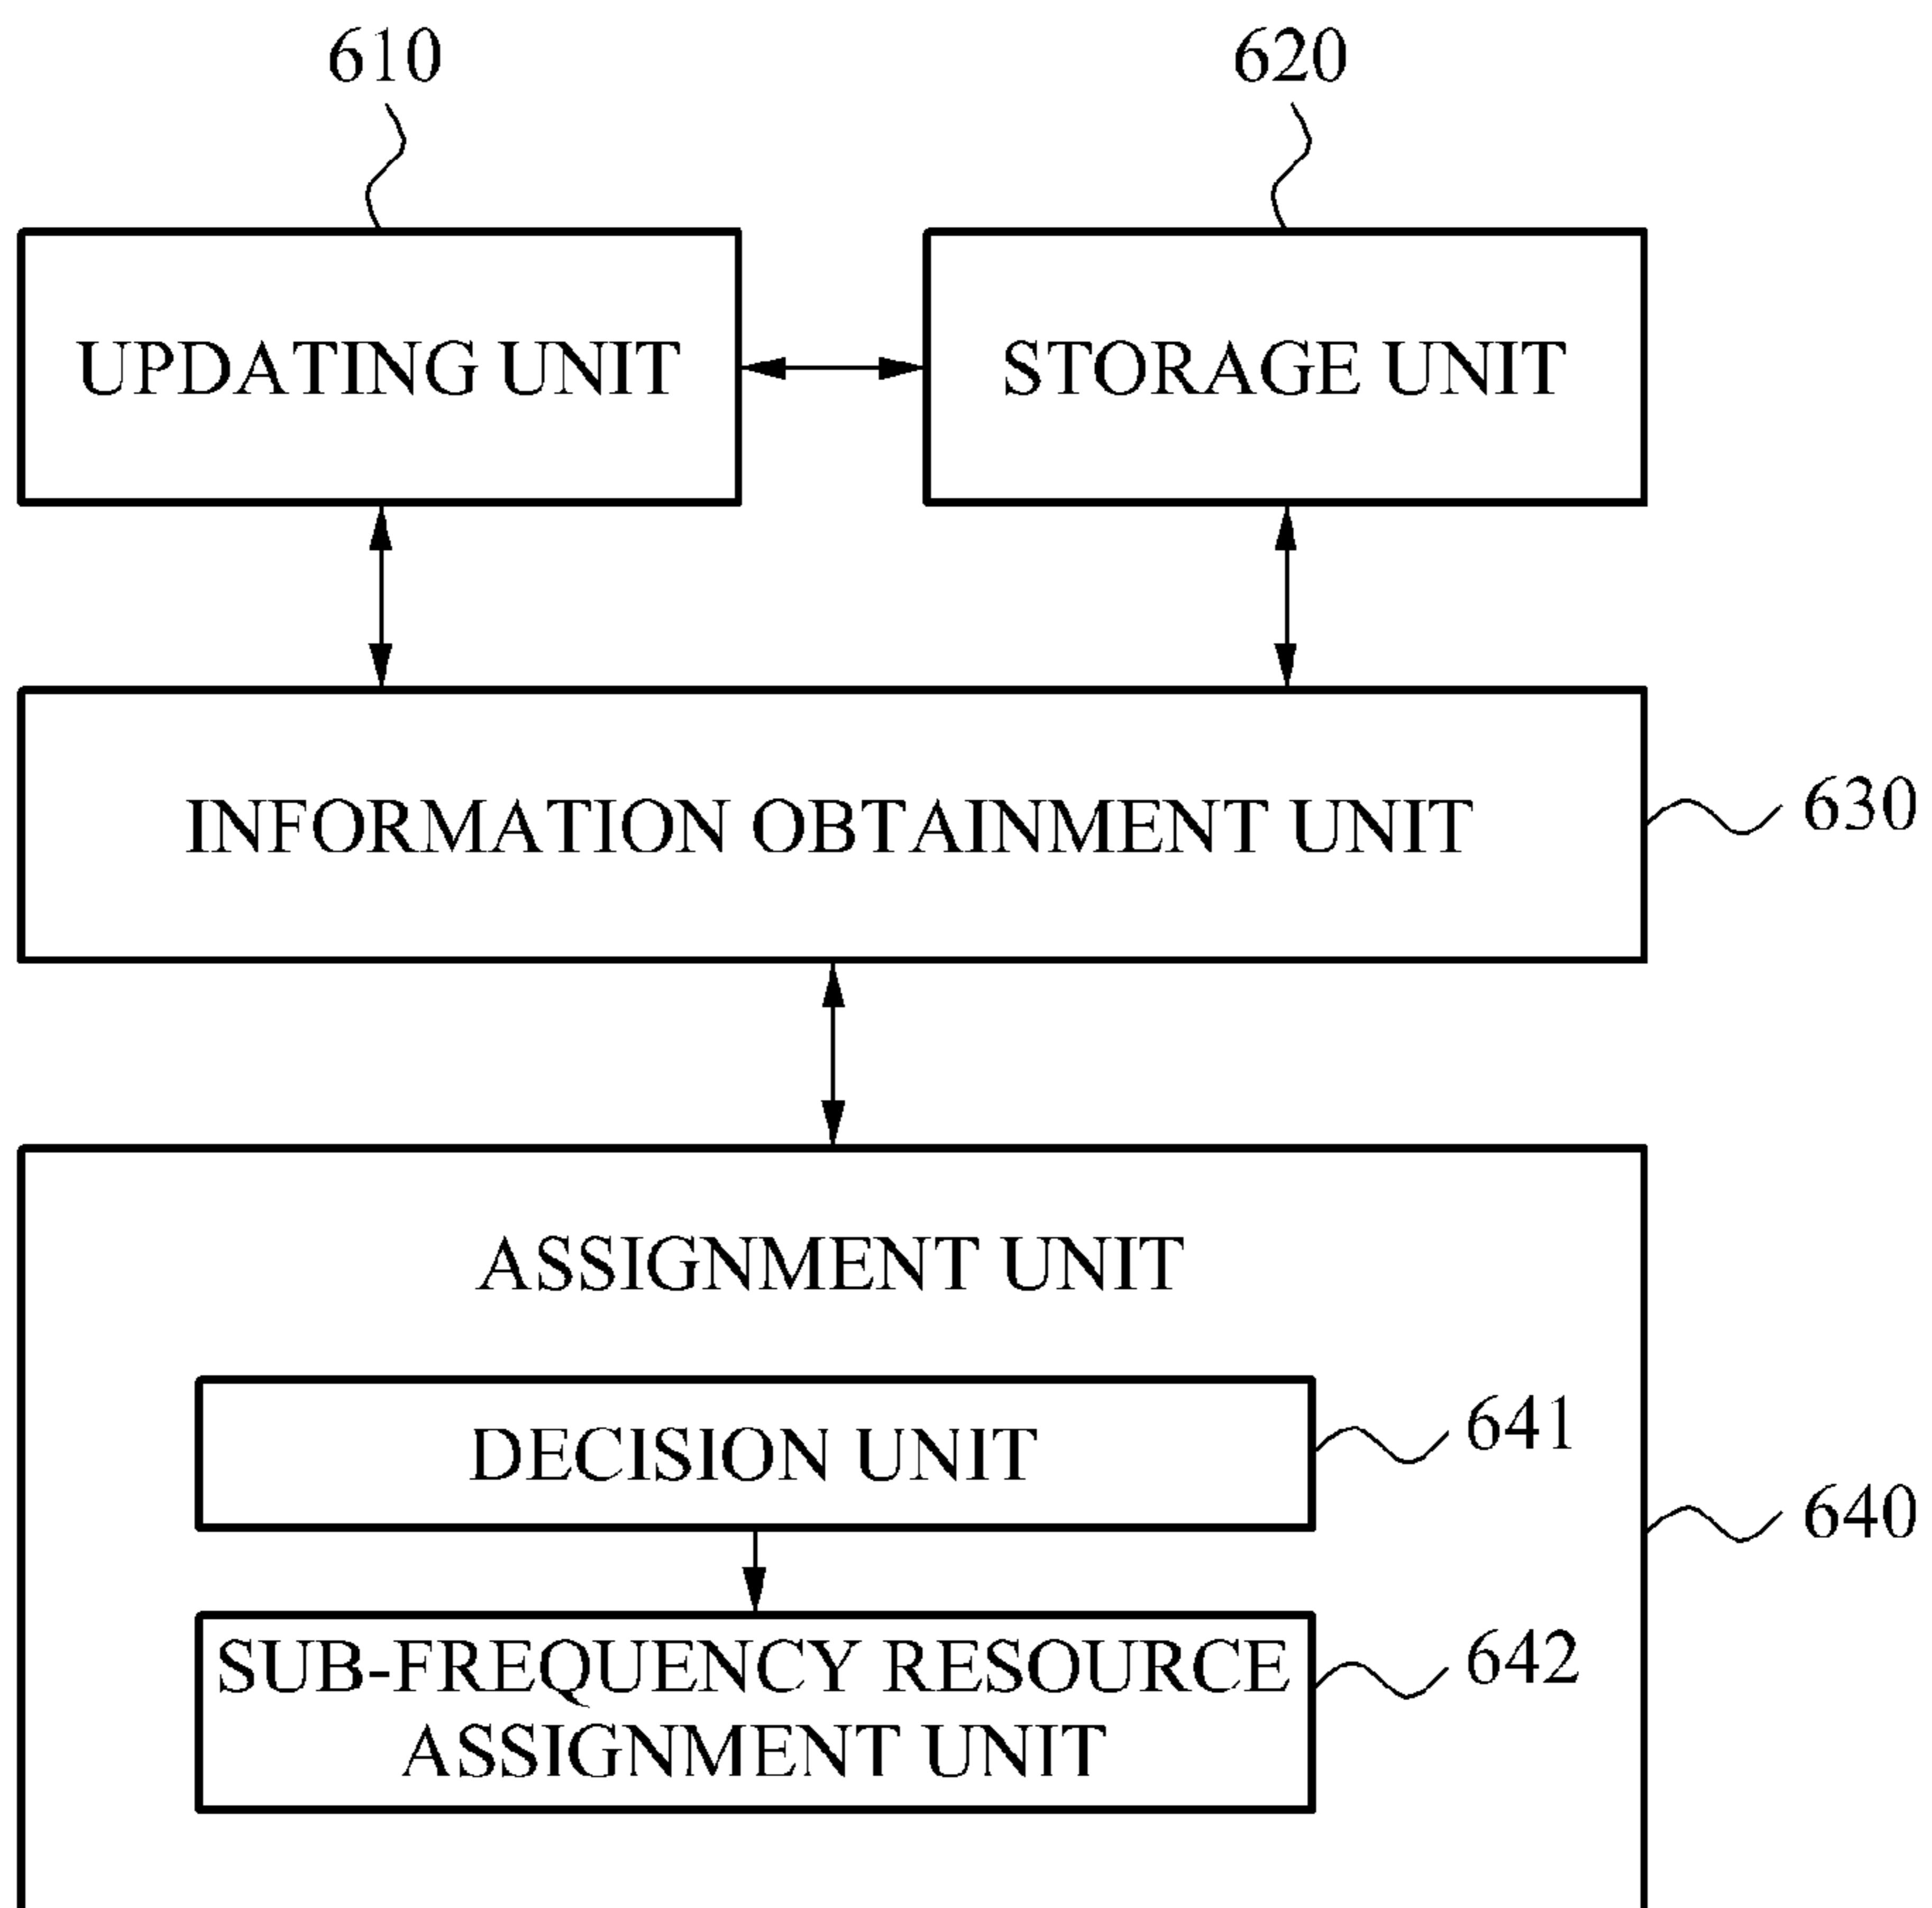 610
620
UPDATING UNIT
STORAGE UNIT
INFORMATION OBTAINMENT UNIT
630
ASSIGNMENT UNIT
DECISION UNIT
641
640
SUB-FREQUENCY RESOURCE
ASSIGNMENT UNIT
642